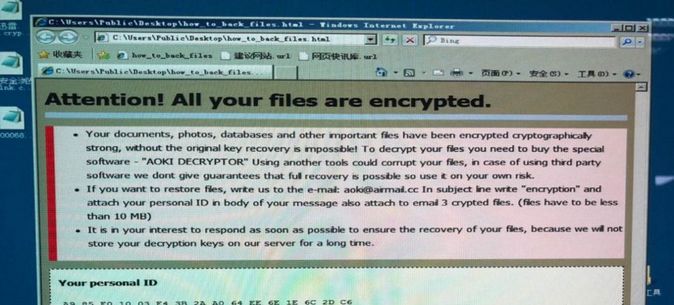 C:\Users\Public\Desktop\how_to_back_files.html - Windows Internet Explorer
C:\Users\Public\Desktop\how_to_back_files.html
Bing
收藏夹 how_to_back_files 建议网站.url 网页快讯库.url
C:\Users\Public\Desktop\how_to_back_files...
页面(P) 安全(S) 工具(O)
Attention! All your files are encrypted.
Your documents, photos, databases and other important files have been encrypted cryptographically
strong, without the original key recovery is impossible! To decrypt your files you need to buy the special
software - "AOKI DECRYPTOR" Using another tools could corrupt your files, in case of using third party
software we dont give guarantees that full recovery is possible so use it on your own risk.
If you want to restore files, write us to the e-mail: aoki@airmail.cc In subject line write "encryption" and
attach your personal ID in body of your message also attach to email 3 crypted files. (files have to be less
than 10 MB)
It is in your interest to respond as soon as possible to ensure the recovery of your files, because we will not
store your decryption keys on our server for a long time.
Your personal ID